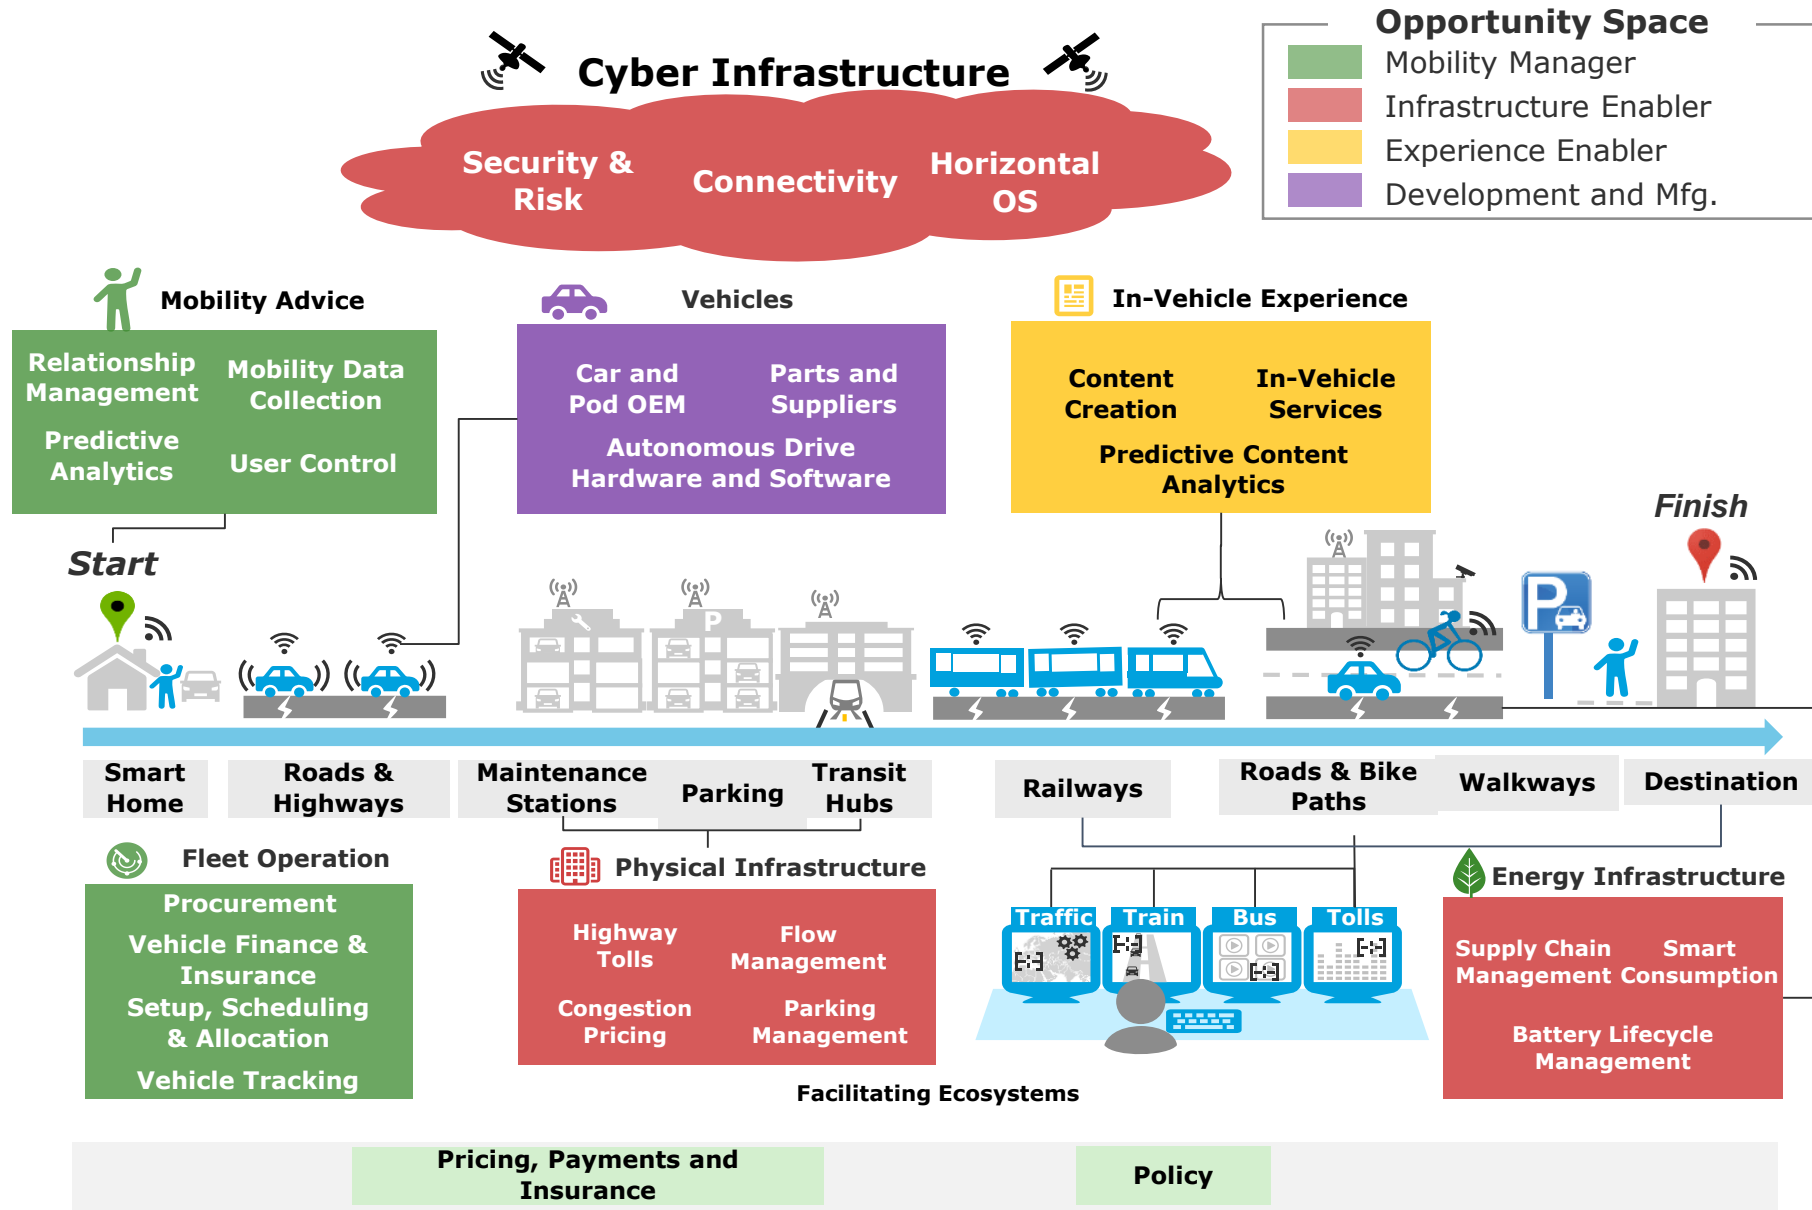 Opportunity Space
Mobility Manager
Infrastructure Enabler
Experience Enabler
Development and Mfg.
Cyber Infrastructure
Security &
Risk
Connectivity
Horizontal
OS
Mobility Advice
Relationship
Management
Mobility Data
Collection
Predictive
Analytics
User Control
Vehicles
Car and
Pod OEM
Parts and
Suppliers
Autonomous Drive
Hardware and Software
In-Vehicle Experience
Content
Creation
In-Vehicle
Services
Predictive Content
Analytics
Start
Finish
P
P
Smart
Home
Roads &
Highways
Maintenance
Stations
Parking
Transit
Hubs
Railways
Roads & Bike
Paths
Walkways
Destination
Fleet Operation
Procurement
Vehicle Finance &
Insurance
Setup, Scheduling
& Allocation
Vehicle Tracking
Physical Infrastructure
Highway
Tolls
Flow
Management
Congestion
Pricing
Parking
Management
Traffic
Train
Bus
Tolls
Energy Infrastructure
Supply Chain
Management
Smart
Consumption
Battery Lifecycle
Management
Facilitating Ecosystems
Pricing, Payments and
Insurance
Policy